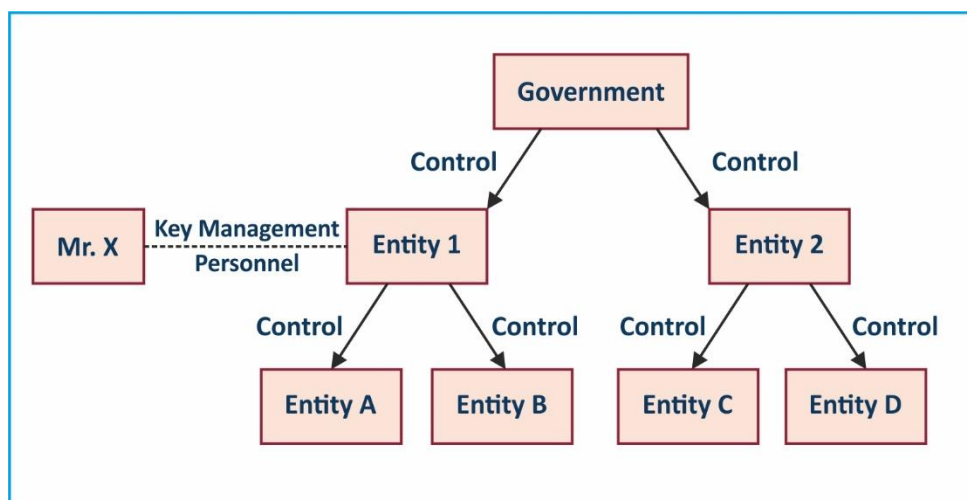 Government
Control
Control
Mr. X
Key Management
Personnel
Entity 1
Entity 2
Control
Control
Control
Control
Entity A
Entity B
Entity C
Entity D